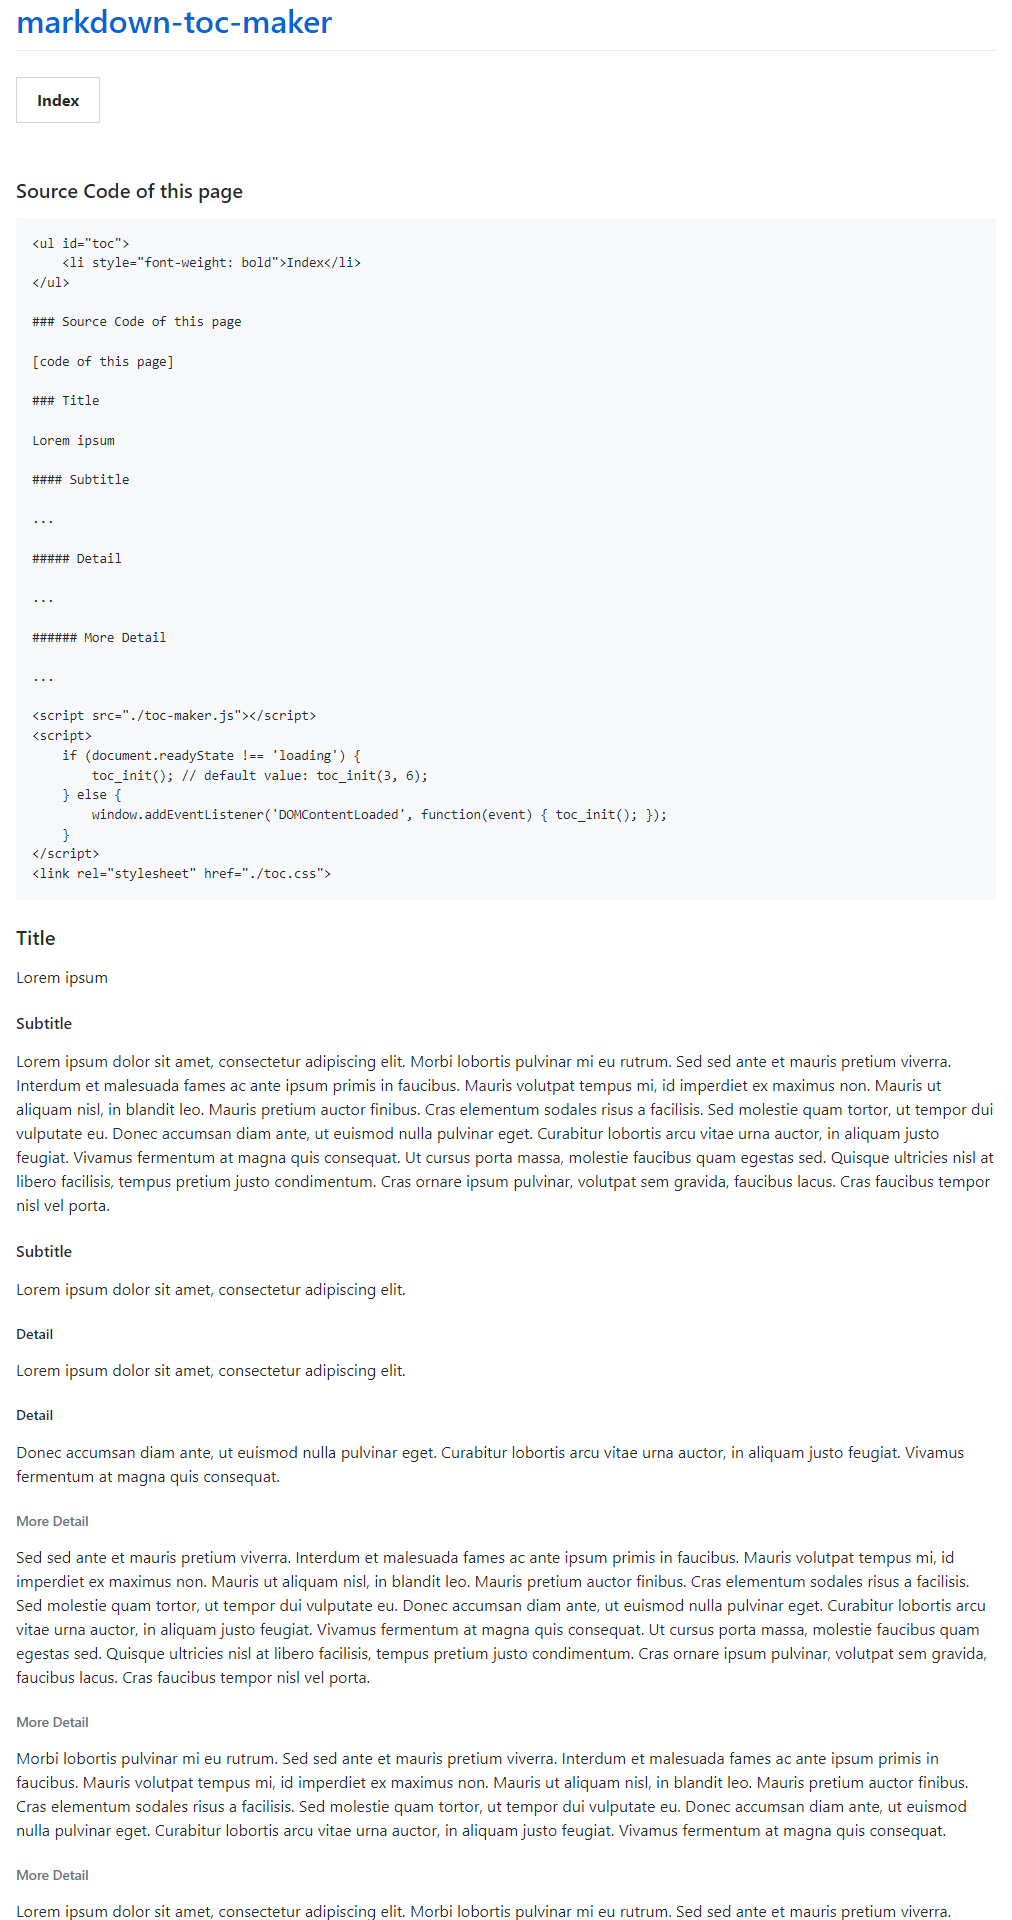 markdown-toc-maker
Index
Source Code of this page
<ul id="toc">
    <li style="font-weight: bold">Index</li>
</ul>
### Source Code of this page
[code of this page]
### Title
Lorem ipsum
#### Subtitle
...
##### Detail
...
###### More Detail
...
<script src="./toc-maker.js"></script>
<script>
    if (document.readyState !== 'loading') {
        toc_init(); // default value: toc_init(3, 6);
    } else {
        window.addEventListener('DOMContentLoaded', function(event) { toc_init(); });
    }
</script>
<link rel="stylesheet" href="./toc.css">
Title
Lorem ipsum
Subtitle
Lorem ipsum dolor sit amet, consectetur adipiscing elit. Morbi lobortis pulvinar mi eu rutrum. Sed sed ante et mauris pretium viverra.
Interdum et malesuada fames ac ante ipsum primis in faucibus. Mauris volutpat tempus mi, id imperdiet ex maximus non. Mauris ut
aliquam nisl, in blandit leo. Mauris pretium auctor finibus. Cras elementum sodales risus a facilisis. Sed molestie quam tortor, ut tempor dui
vulputate eu. Donec accumsan diam ante, ut euismod nulla pulvinar eget. Curabitur lobortis arcu vitae urna auctor, in aliquam justo
feugiat. Vivamus fermentum at magna quis consequat. Ut cursus porta massa, molestie faucibus quam egestas sed. Quisque ultricies nisl at
libero facilisis, tempus pretium justo condimentum. Cras ornare ipsum pulvinar, volutpat sem gravida, faucibus lacus. Cras faucibus tempor
nisl vel porta.
Subtitle
Lorem ipsum dolor sit amet, consectetur adipiscing elit.
Detail
Lorem ipsum dolor sit amet, consectetur adipiscing elit.
Detail
Donec accumsan diam ante, ut euismod nulla pulvinar eget. Curabitur lobortis arcu vitae urna auctor, in aliquam justo feugiat. Vivamus
fermentum at magna quis consequat.
More Detail
Sed sed ante et mauris pretium viverra. Interdum et malesuada fames ac ante ipsum primis in faucibus. Mauris volutpat tempus mi, id
imperdiet ex maximus non. Mauris ut aliquam nisl, in blandit leo. Mauris pretium auctor finibus. Cras elementum sodales risus a facilisis.
Sed molestie quam tortor, ut tempor dui vulputate eu. Donec accumsan diam ante, ut euismod nulla pulvinar eget. Curabitur lobortis arcu
vitae urna auctor, in aliquam justo feugiat. Vivamus fermentum at magna quis consequat. Ut cursus porta massa, molestie faucibus quam
egestas sed. Quisque ultricies nisl at libero facilisis, tempus pretium justo condimentum. Cras ornare ipsum pulvinar, volutpat sem gravida,
faucibus lacus. Cras faucibus tempor nisl vel porta.
More Detail
Morbi lobortis pulvinar mi eu rutrum. Sed sed ante et mauris pretium viverra. Interdum et malesuada fames ac ante ipsum primis in
faucibus. Mauris volutpat tempus mi, id imperdiet ex maximus non. Mauris ut aliquam nisl, in blandit leo. Mauris pretium auctor finibus.
Cras elementum sodales risus a facilisis. Sed molestie quam tortor, ut tempor dui vulputate eu. Donec accumsan diam ante, ut euismod
nulla pulvinar eget. Curabitur lobortis arcu vitae urna auctor, in aliquam justo feugiat. Vivamus fermentum at magna quis consequat.
More Detail
Lorem ipsum dolor sit amet, consectetur adipiscing elit. Morbi lobortis pulvinar mi eu rutrum. Sed sed ante et mauris pretium viverra.